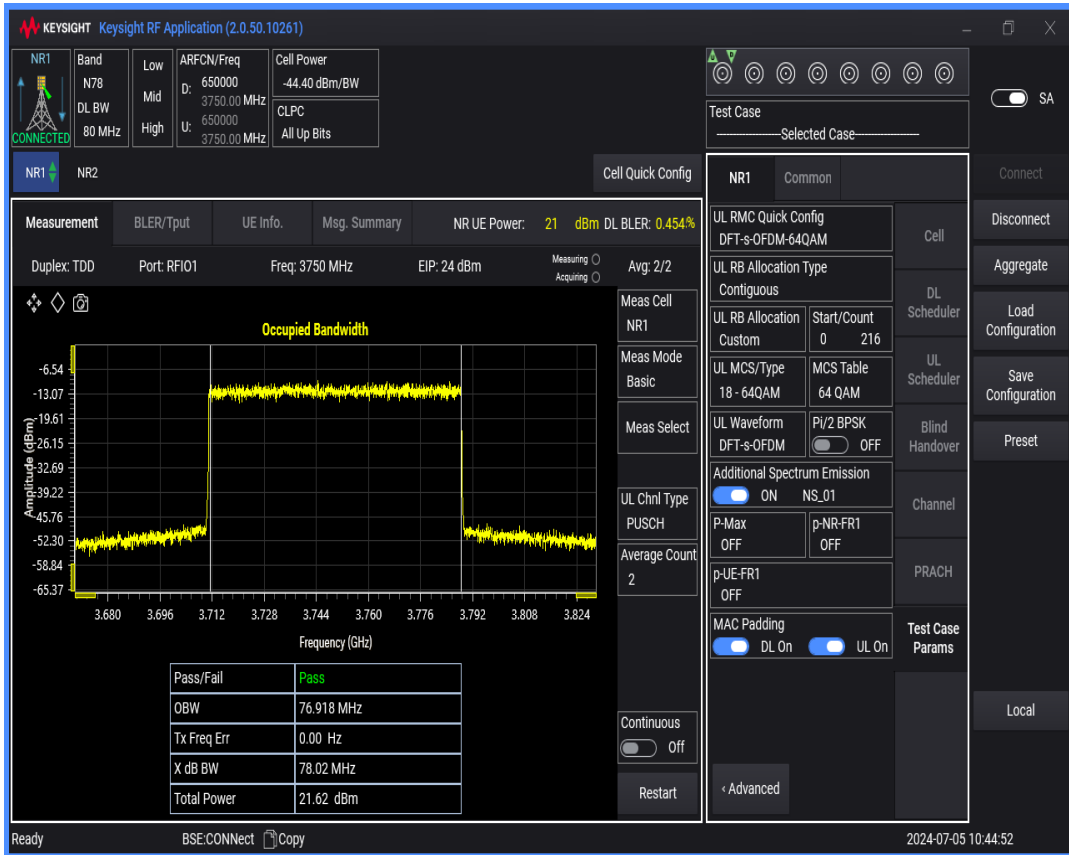 KEYSIGHT Keysight RF Application (2.0.50.10261)
NR1
CONNECTED
Band
N78
DL BW
80 MHz
Low
Mid
High
ARFCN/Freq
D: 650000
3750.00 MHz
U: 650000
3750.00 MHz
Cell Power
-44.40 dBm/BW
CLPC
All Up Bits
Test Case
----------Selected Case----------
SA
NR1
NR2
Cell Quick Config
Measurement
BLER/Tput
UE Info.
Msg. Summary
NR UE Power: 21 dBm DL BLER: 0.454%
Duplex: TDD
Port: RFIO1
Freq: 3750 MHz
EIP: 24 dBm
Measuring
Acquiring
Avg: 2/2
Occupied Bandwidth
Amplitude (dBm)
-6.54
-13.07
-19.61
-26.15
-32.69
-39.22
-45.76
-52.30
-58.84
-65.37
3.680 3.696 3.712 3.728 3.744 3.760 3.776 3.792 3.808 3.824
Frequency (GHz)
Pass/Fail Pass
OBW 76.918 MHz
Tx Freq Err 0.00 Hz
X dB BW 78.02 MHz
Total Power 21.62 dBm
Meas Cell
NR1
Meas Mode
Basic
Meas Select
UL Chnl Type
PUSCH
Average Count
2
Continuous
Off
Restart
NR1
Common
UL RMC Quick Config
DFT-s-OFDM-64QAM
UL RB Allocation Type
Contiguous
UL RB Allocation
Custom
Start/Count
0 216
UL MCS/Type
18 - 64QAM
MCS Table
64 QAM
UL Waveform
DFT-s-OFDM
Pi/2 BPSK
OFF
Additional Spectrum Emission
ON NS_01
P-Max
OFF
p-NR-FR1
OFF
p-UE-FR1
OFF
MAC Padding
DL On
UL On
‹ Advanced
Cell
DL
Scheduler
UL
Scheduler
Blind
Handover
Channel
PRACH
Test Case
Params
Connect
Disconnect
Aggregate
Load
Configuration
Save
Configuration
Preset
Local
Ready
BSE:CONNect
Copy
2024-07-05 10:44:52